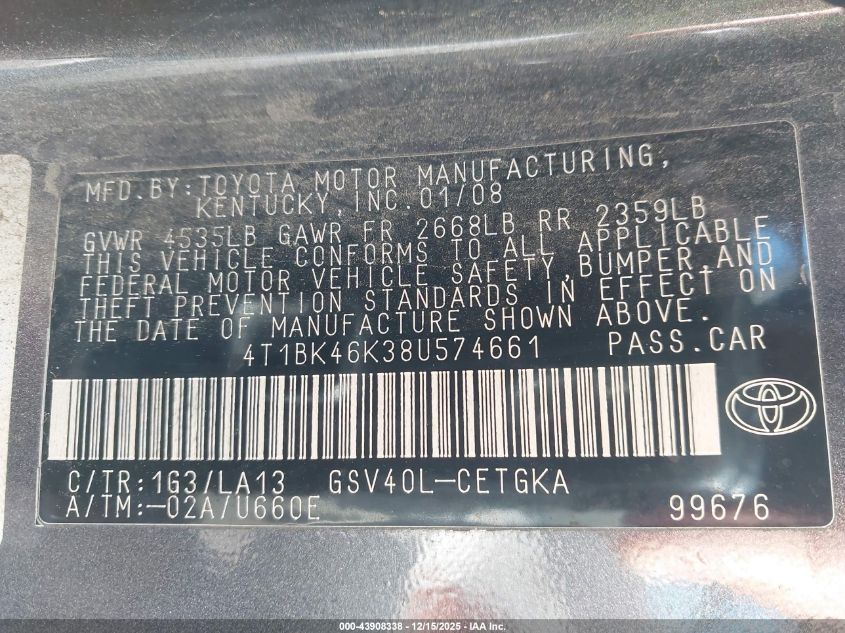 MFD.BY:TOYOTA MOTOR MANUFACTURING,
KENTUCKY, INC.01/08
GVWR 4535LB GAWR FR 2668LB RR 2359LB
THIS VEHICLE CONFORMS TO ALL APPLICABLE
FEDERAL MOTOR VEHICLE SAFETY,BUMPER,AND
THEFT PREVENTION STANDARDS IN EFFECT ON
THE DATE OF MANUFACTURE SHOWN ABOVE.
4T1BK46K38U574661 PASS.CAR
C/TR:1G3/LA13 GSV40L-CETGKA
A/TM:-02A/U660E 99676
000-43908338 - 12/15/2025 - IAA Inc.